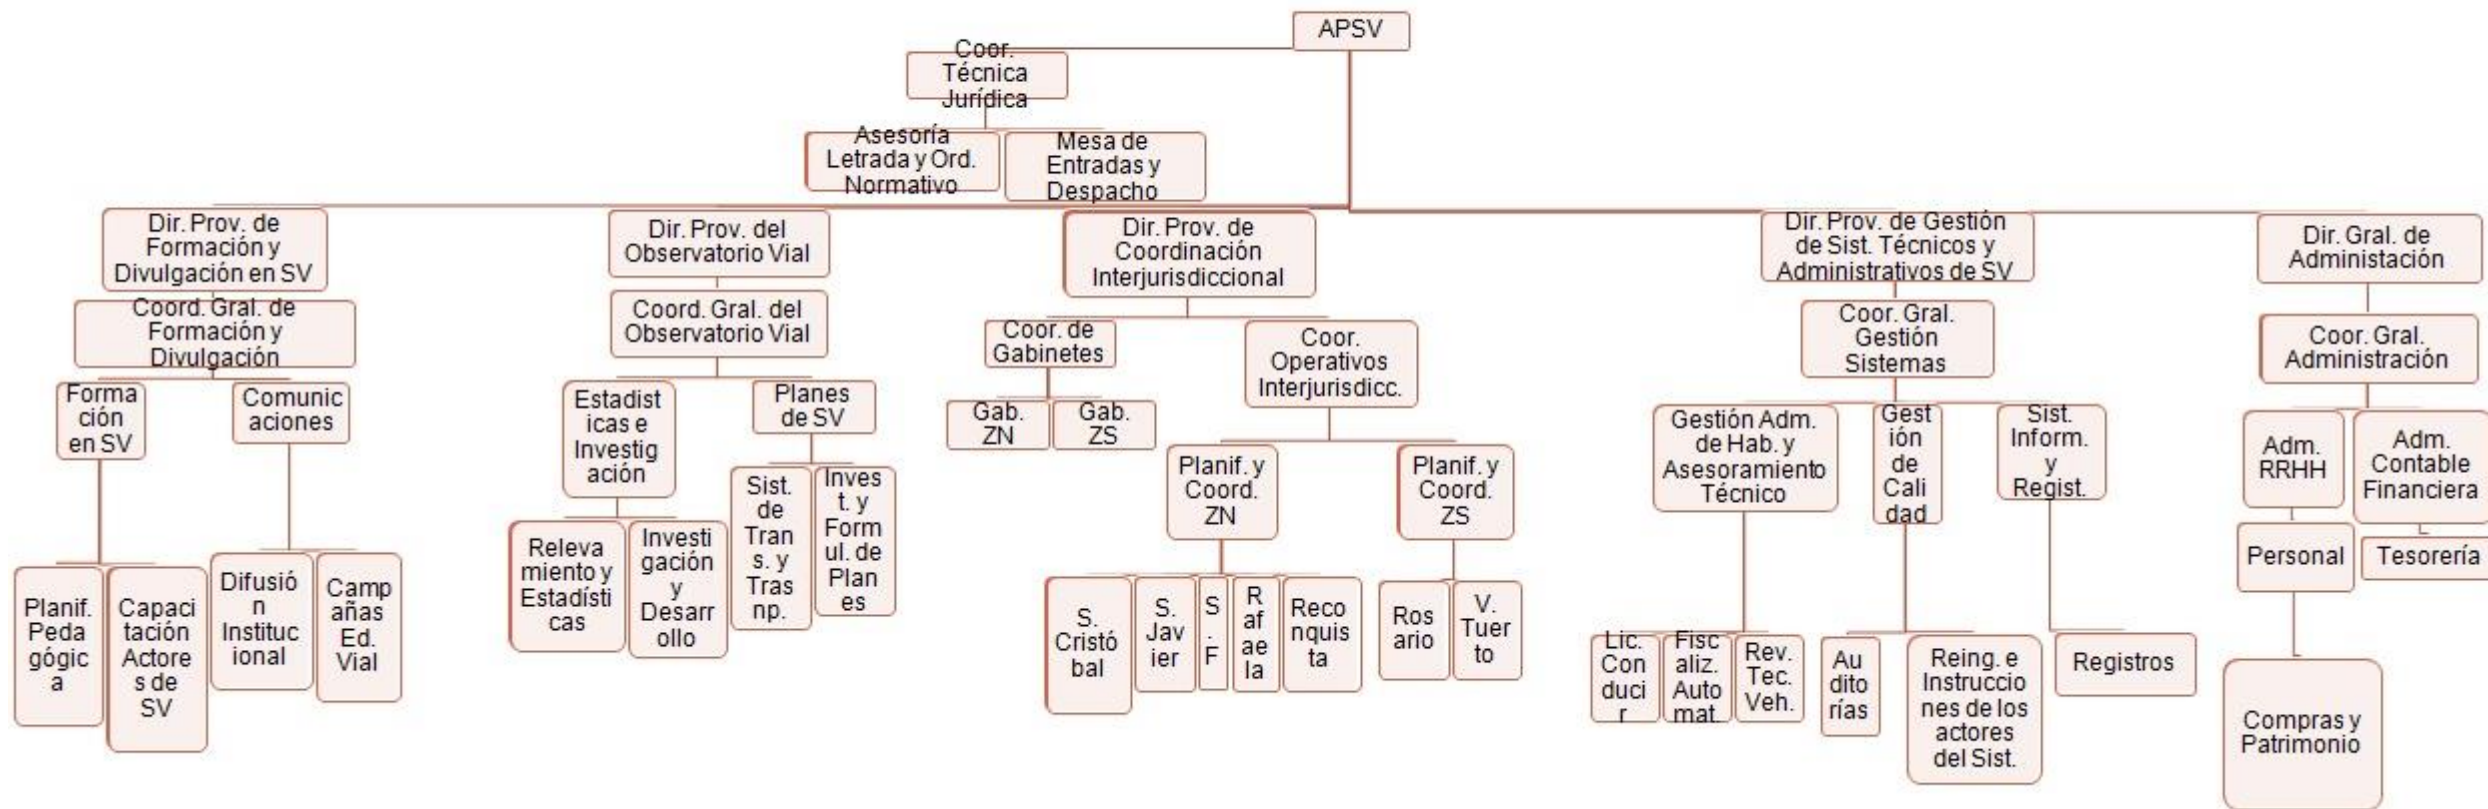 APSV
Coor.
Técnica
Jurídica
Asesoría
Letrada y Ord.
Normativo
Mesa de
Entradas y
Despacho
Dir. Prov. de
Formación y
Divulgación en SV
Dir. Prov. del
Observatorio Vial
Dir. Prov. de
Coordinación
Interjurisdiccional
Dir. Prov. de Gestión
de Sist. Técnicos y
Administrativos de SV
Dir. Gral. de
Administación
Coord. Gral. de
Formación y
Divulgación
Coord. Gral. del
Observatorio Vial
Coor. de
Gabinetes
Coor.
Operativos
Interjurisdicc.
Coor. Gral.
Gestión
Sistemas
Coor. Gral.
Administración
Forma
ción
en SV
Comunic
aciones
Estadist
icas e
Investig
ación
Planes
de SV
Gab.
ZN
Gab.
ZS
Planif. y
Coord.
ZN
Planif. y
Coord.
ZS
Gestión Adm.
de Hab. y
Asesoramiento
Técnico
Gest
ión
de
Cali
dad
Sist.
Inform.
y
Regist.
Adm.
RRHH
Adm.
Contable
Financiera
Planif.
Peda
gógic
a
Capaci
tación
Actore
s de
SV
Difusió
n
Instituc
ional
Camp
añas
Ed.
Vial
Releva
miento y
Estadísti
cas
Investi
gación
y
Desarr
ollo
Sist.
de
Tran
s. y
Tras
np.
Inves
t. y
Form
ul. de
Plan
es
S.
Cristó
bal
S.
Jav
ier
S
.
F
R
af
ae
la
Reco
nquis
ta
Ros
ario
V.
Tuer
to
Lic.
Con
duci
r
Fisc
aliz.
Auto
mat.
Rev.
Tec.
Veh.
Au
dito
rías
Reing. e
Instruccio
nes de los
actores
del Sist.
Registros
Personal
Tesorería
Compras y
Patrimonio